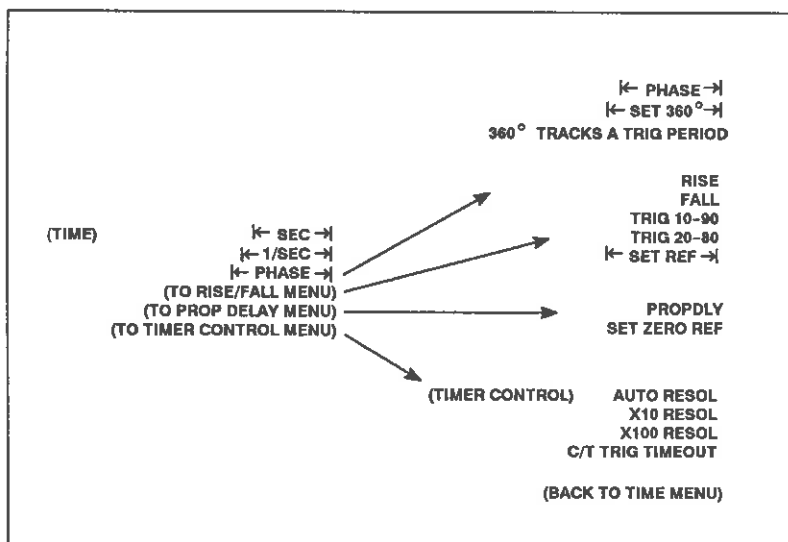 |← PHASE →|
|← SET 360° →|
360° TRACKS A TRIG PERIOD
RISE
FALL
TRIG 10-90
TRIG 20-80
|← SET REF →|
(TIME)
|← SEC →|
|← 1/SEC →|
|← PHASE →|
(TO RISE/FALL MENU)
(TO PROP DELAY MENU)
(TO TIMER CONTROL MENU)
PROPDLY
SET ZERO REF
(TIMER CONTROL)
AUTO RESOL
X10 RESOL
X100 RESOL
C/T TRIG TIMEOUT
(BACK TO TIME MENU)